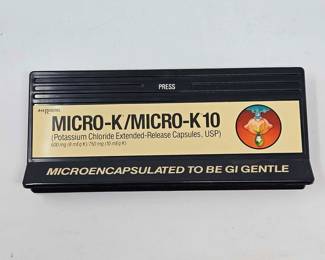 PRESS
MICRO-K/MICRO-K 10
(Potassium Chloride Extended-Release Capsules, USP)
600 mg (8 mEq K) 750 mg (10 mEq K)
MICROENCAPSULATED TO BE GI GENTLE